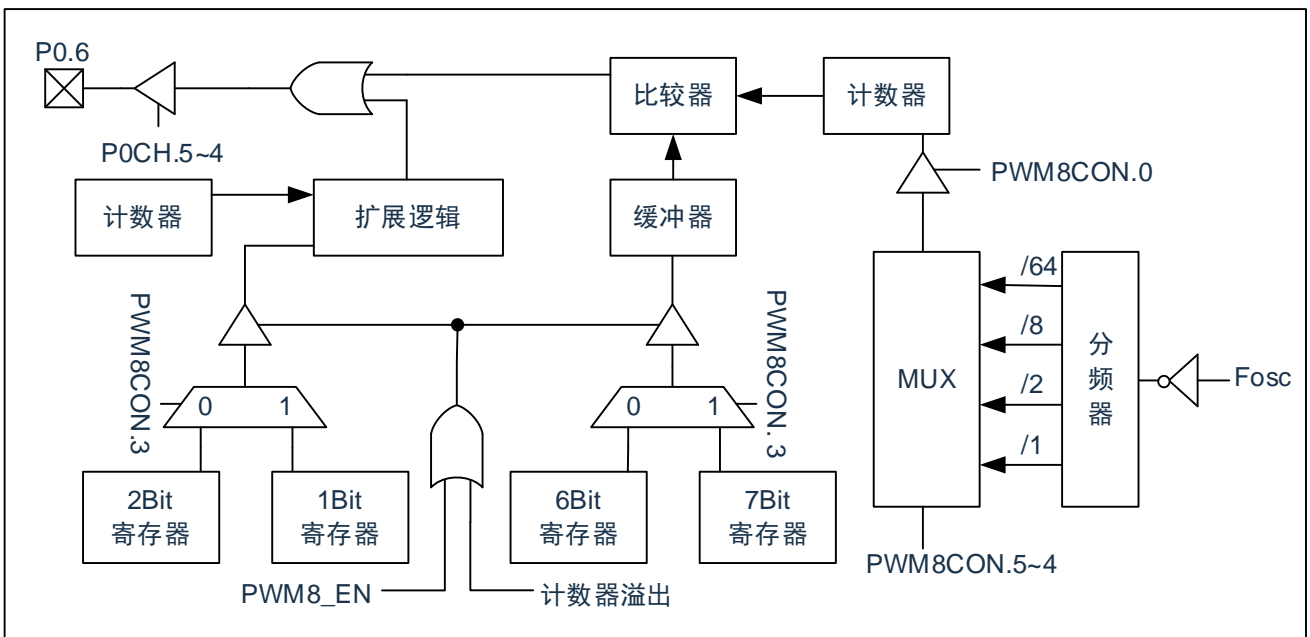 P0.6
比较器
计数器
P0CH.5~4
PWM8CON.0
计数器
扩展逻辑
缓冲器
/64
/8
/2
/1
MUX
分
频
器
Fosc
PWM8CON.3
PWM8CON.3
0 1
0 1
2Bit
寄存器
1Bit
寄存器
6Bit
寄存器
7Bit
寄存器
PWM8CON.5~4
PWM8_EN
计数器溢出